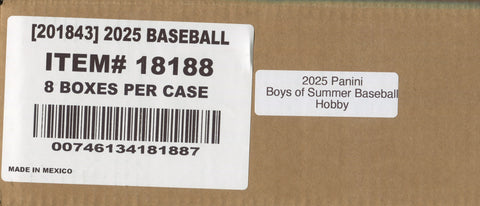 [201843] 2025 BASEBALL
ITEM# 18188
8 BOXES PER CASE
00746134181887
MADE IN MEXICO
2025 Panini
Boys of Summer Baseball
Hobby